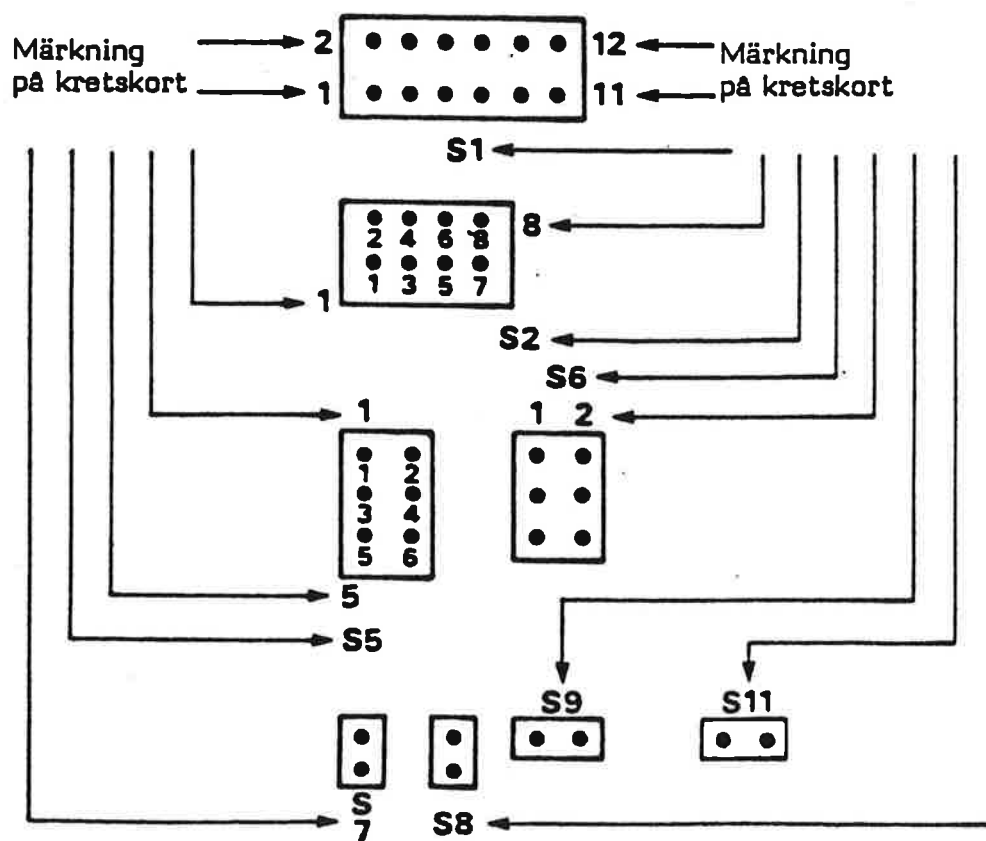 Märkning
på kretskort
2
12
1
11
Märkning
på kretskort
S1
2 4 6 8
8
1 3 5 7
1
S2
S6
1
1 2
1 2
3 4
5 6
5
S5
S9
S11
S
7
S8